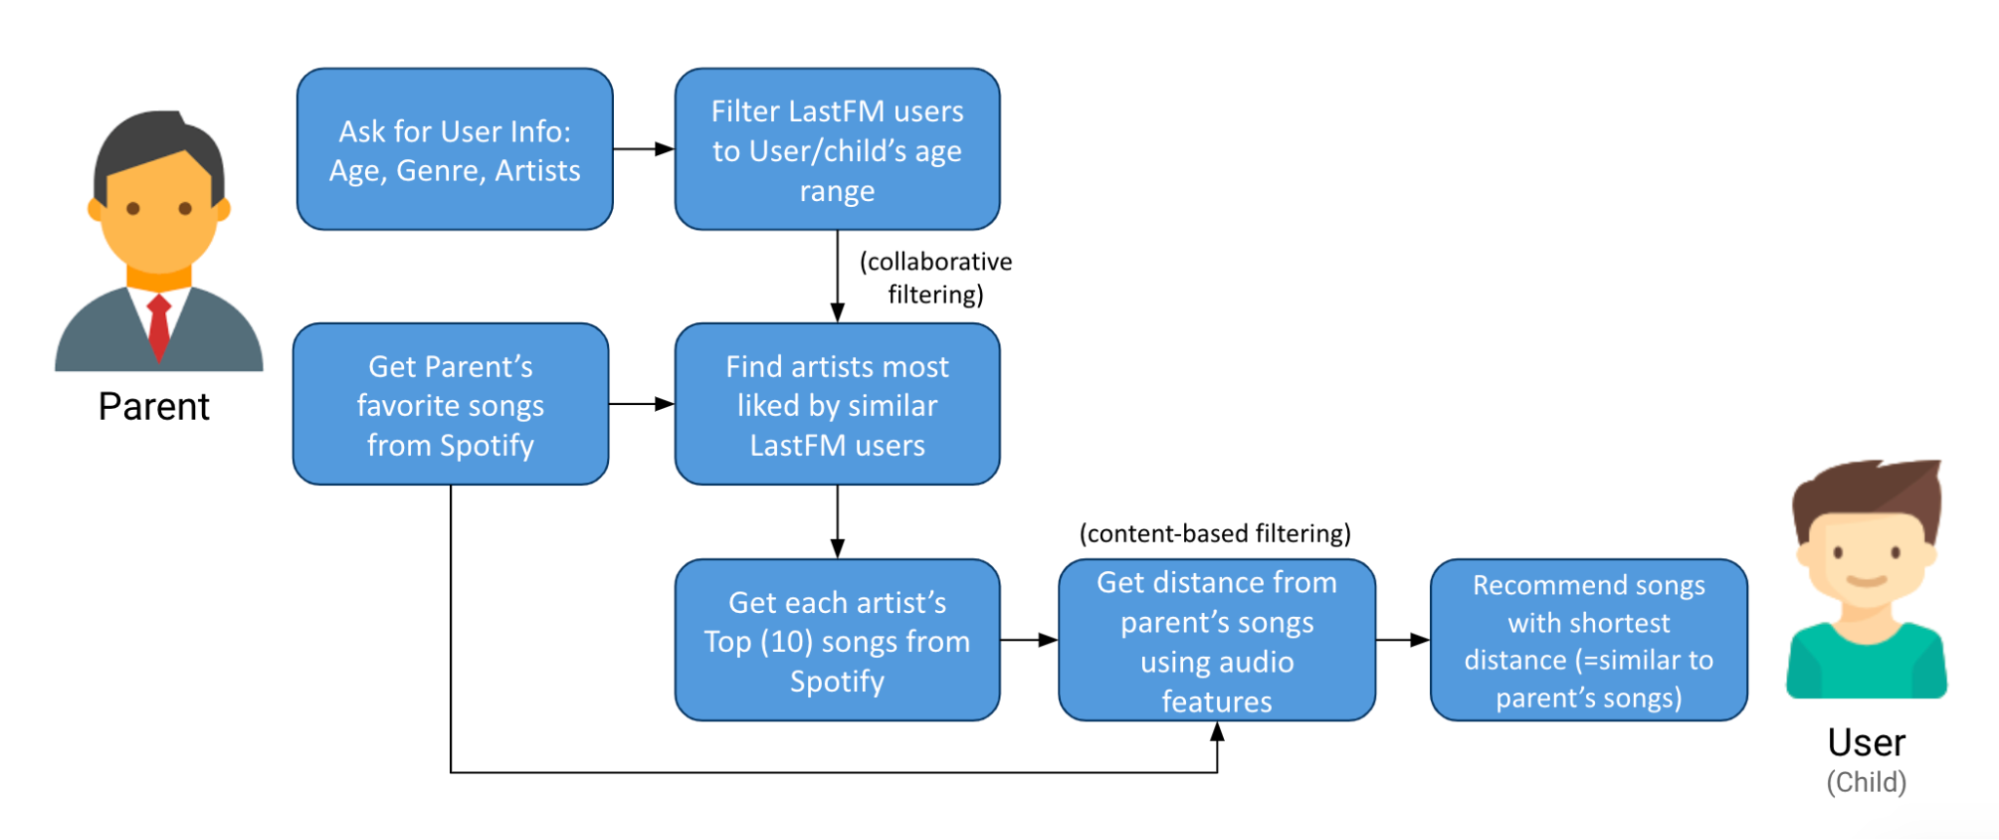 Ask for User Info:
Age, Genre, Artists
Filter LastFM users
to User/child’s age
range
(collaborative
filtering)
Parent
Get Parent’s
favorite songs
from Spotify
Find artists most
liked by similar
LastFM users
(content-based filtering)
Get each artist’s
Top (10) songs from
Spotify
Get distance from
parent’s songs
using audio
features
Recommend songs
with shortest
distance (=similar to
parent’s songs)
User
(Child)